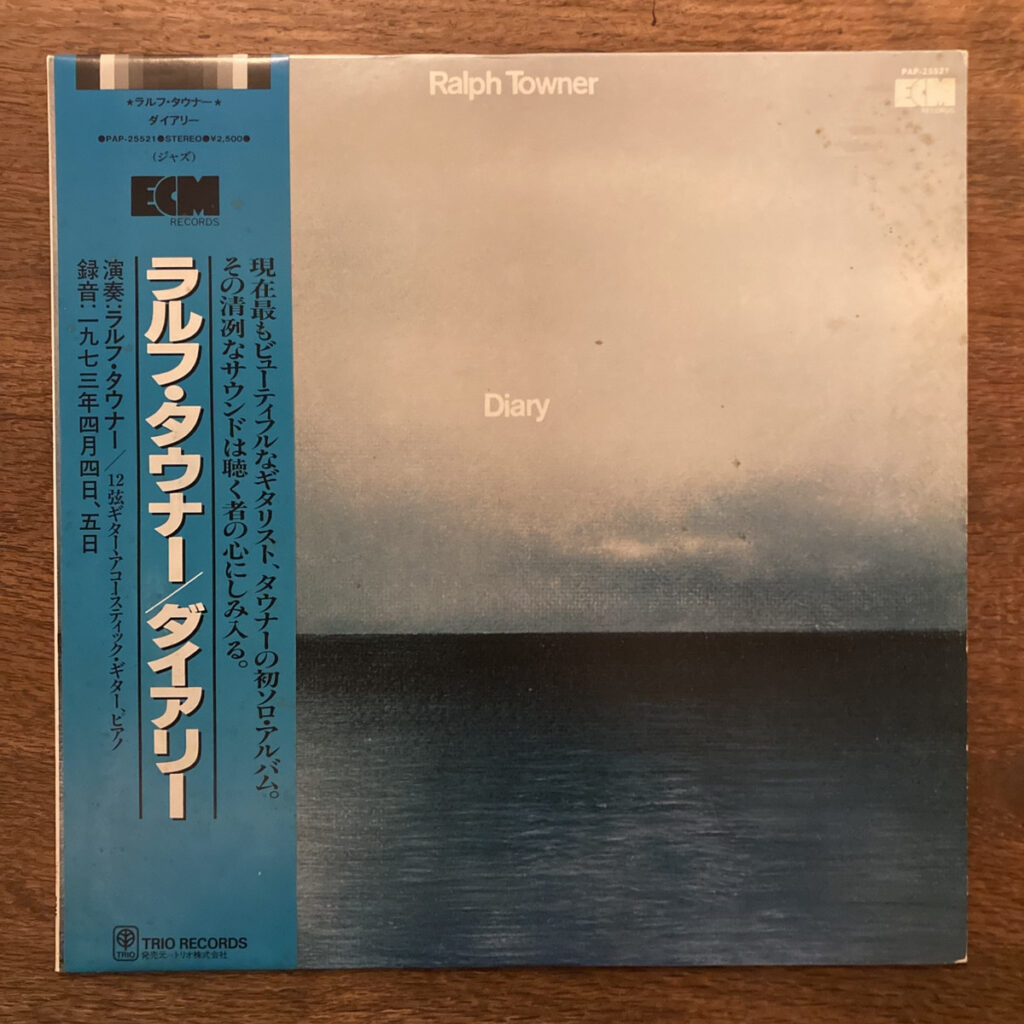 ★ラルフ・タウナー★
ダイアリー
●PAP-25521●STEREO●¥2,500●
(ジャズ)
ECM
RECORDS
現在最もビューティフルなギタリスト、タウナーの初ソロ・アルバム。
その清冽なサウンドは聴く者の心にしみ入る。
ラルフ・タウナー/ダイアリー
演奏:ラルフ・タウナー/12弦ギター、アコースティック・ギター、ピアノ
録音:一九七三年四月四日、五日
TRIO
TRIO RECORDS
発売元・トリオ株式会社
Ralph Towner
PAP-25521
ECM
RECORDS
Diary